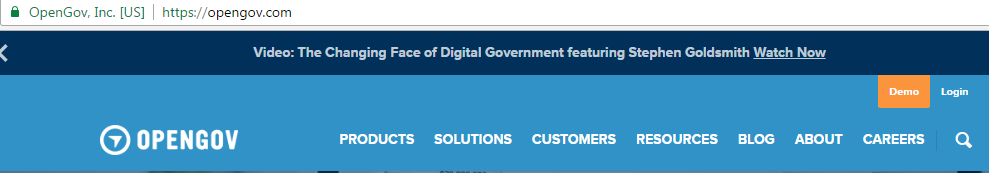 OpenGov, Inc. [US] https://opengov.com
Video: The Changing Face of Digital Government featuring Stephen Goldsmith Watch Now
Demo Login
OPENGOV PRODUCTS SOLUTIONS CUSTOMERS RESOURCES BLOG ABOUT CAREERS